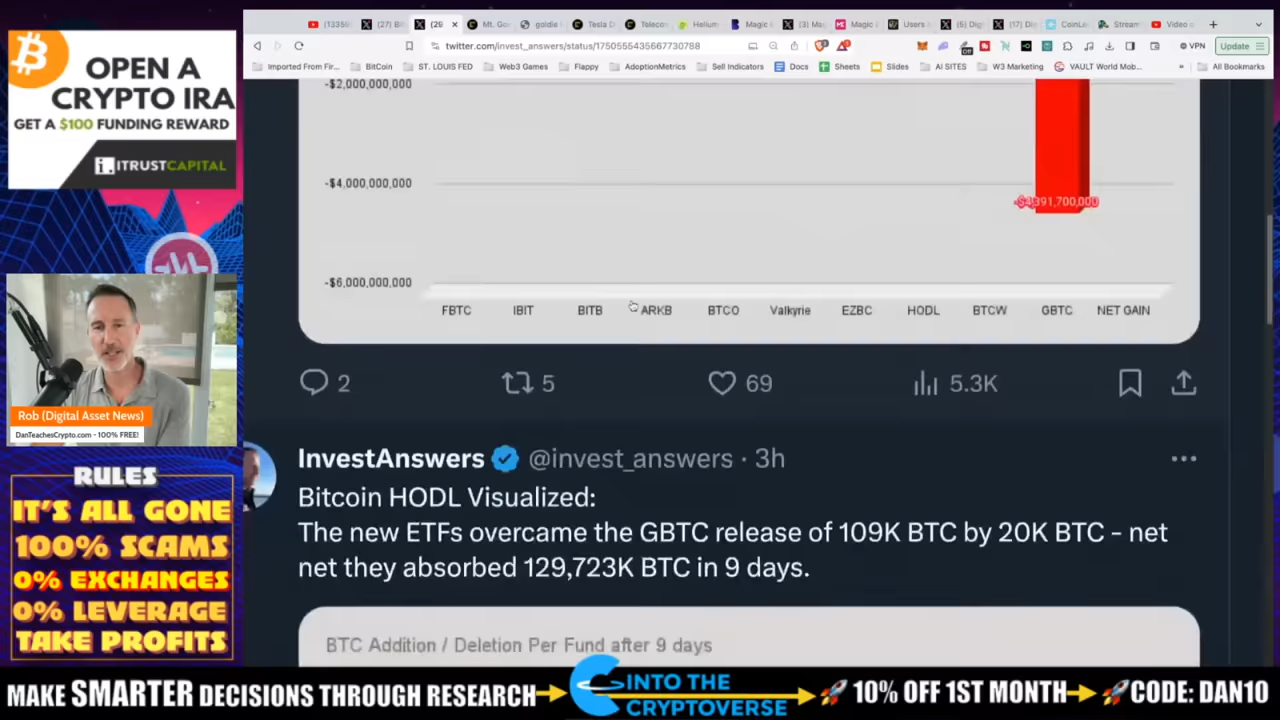 OPEN A
CRYPTO IRA
GET A $100 FUNDING REWARD
i. ITRUSTCAPITAL
Rob (Digital Asset News)
DanTeachesCrypto.com - 100% FREE!
RULES
IT'S ALL GONE
100% SCAMS
0% EXCHANGES
0% LEVERAGE
TAKE PROFITS
twitter.com/invest_answers/status/1750555435667730788
VPN
Update
Imported From Fir...
BitCoin
ST. LOUIS FED
Web3 Games
Flappy
AdoptionMetrics
Sell Indicators
Docs
Sheets
Slides
AI SITES
W3 Marketing
VAULT World Mob...
»
All Bookmarks
-$2,000,000,000
-$4,000,000,000
-$4,391,700,000
-$6,000,000,000
FBTC IBIT BITB ARKB BTCO Valkyrie EZBC HODL BTCW GBTC NET GAIN
2 5 69 5.3K
InvestAnswers @invest_answers · 3h
Bitcoin HODL Visualized:
The new ETFs overcame the GBTC release of 109K BTC by 20K BTC - net
net they absorbed 129,723K BTC in 9 days.
BTC Addition / Deletion Per Fund after 9 days
MAKE SMARTER DECISIONS THROUGH RESEARCH
INTO THE
CRYPTOVERSE
10% OFF 1ST MONTH
CODE: DAN10